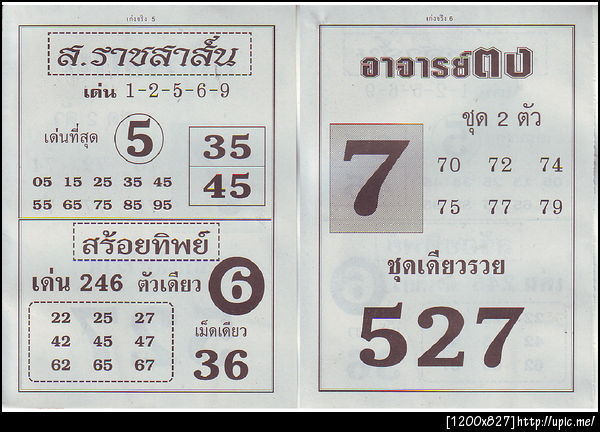 เก่งจริง 5
ส.ราชสาส์น
เด่น 1-2-5-6-9
เด่นที่สุด 5
35
45
05 15 25 35 45
55 65 75 85 95
สร้อยทิพย์
เด่น 246 ตัวเดียว 6
22 25 27
42 45 47
62 65 67
เม็ดเดียว
36
เก่งจริง 6
อาจารย์ตง
ชุด 2 ตัว
7
70 72 74
75 77 79
ชุดเดียวรวย
527
[1200x827]http://upic.me/